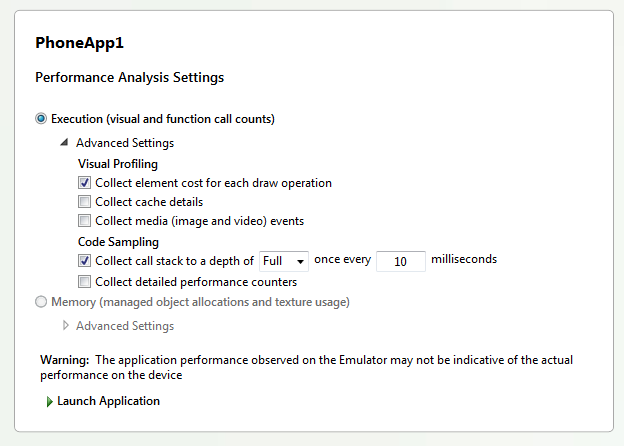 PhoneApp1
Performance Analysis Settings
Execution (visual and function call counts)
Advanced Settings
Visual Profiling
Collect element cost for each draw operation
Collect cache details
Collect media (image and video) events
Code Sampling
Collect call stack to a depth of Full once every 10 milliseconds
Collect detailed performance counters
Memory (managed object allocations and texture usage)
Advanced Settings
Warning: The application performance observed on the Emulator may not be indicative of the actual
performance on the device
Launch Application